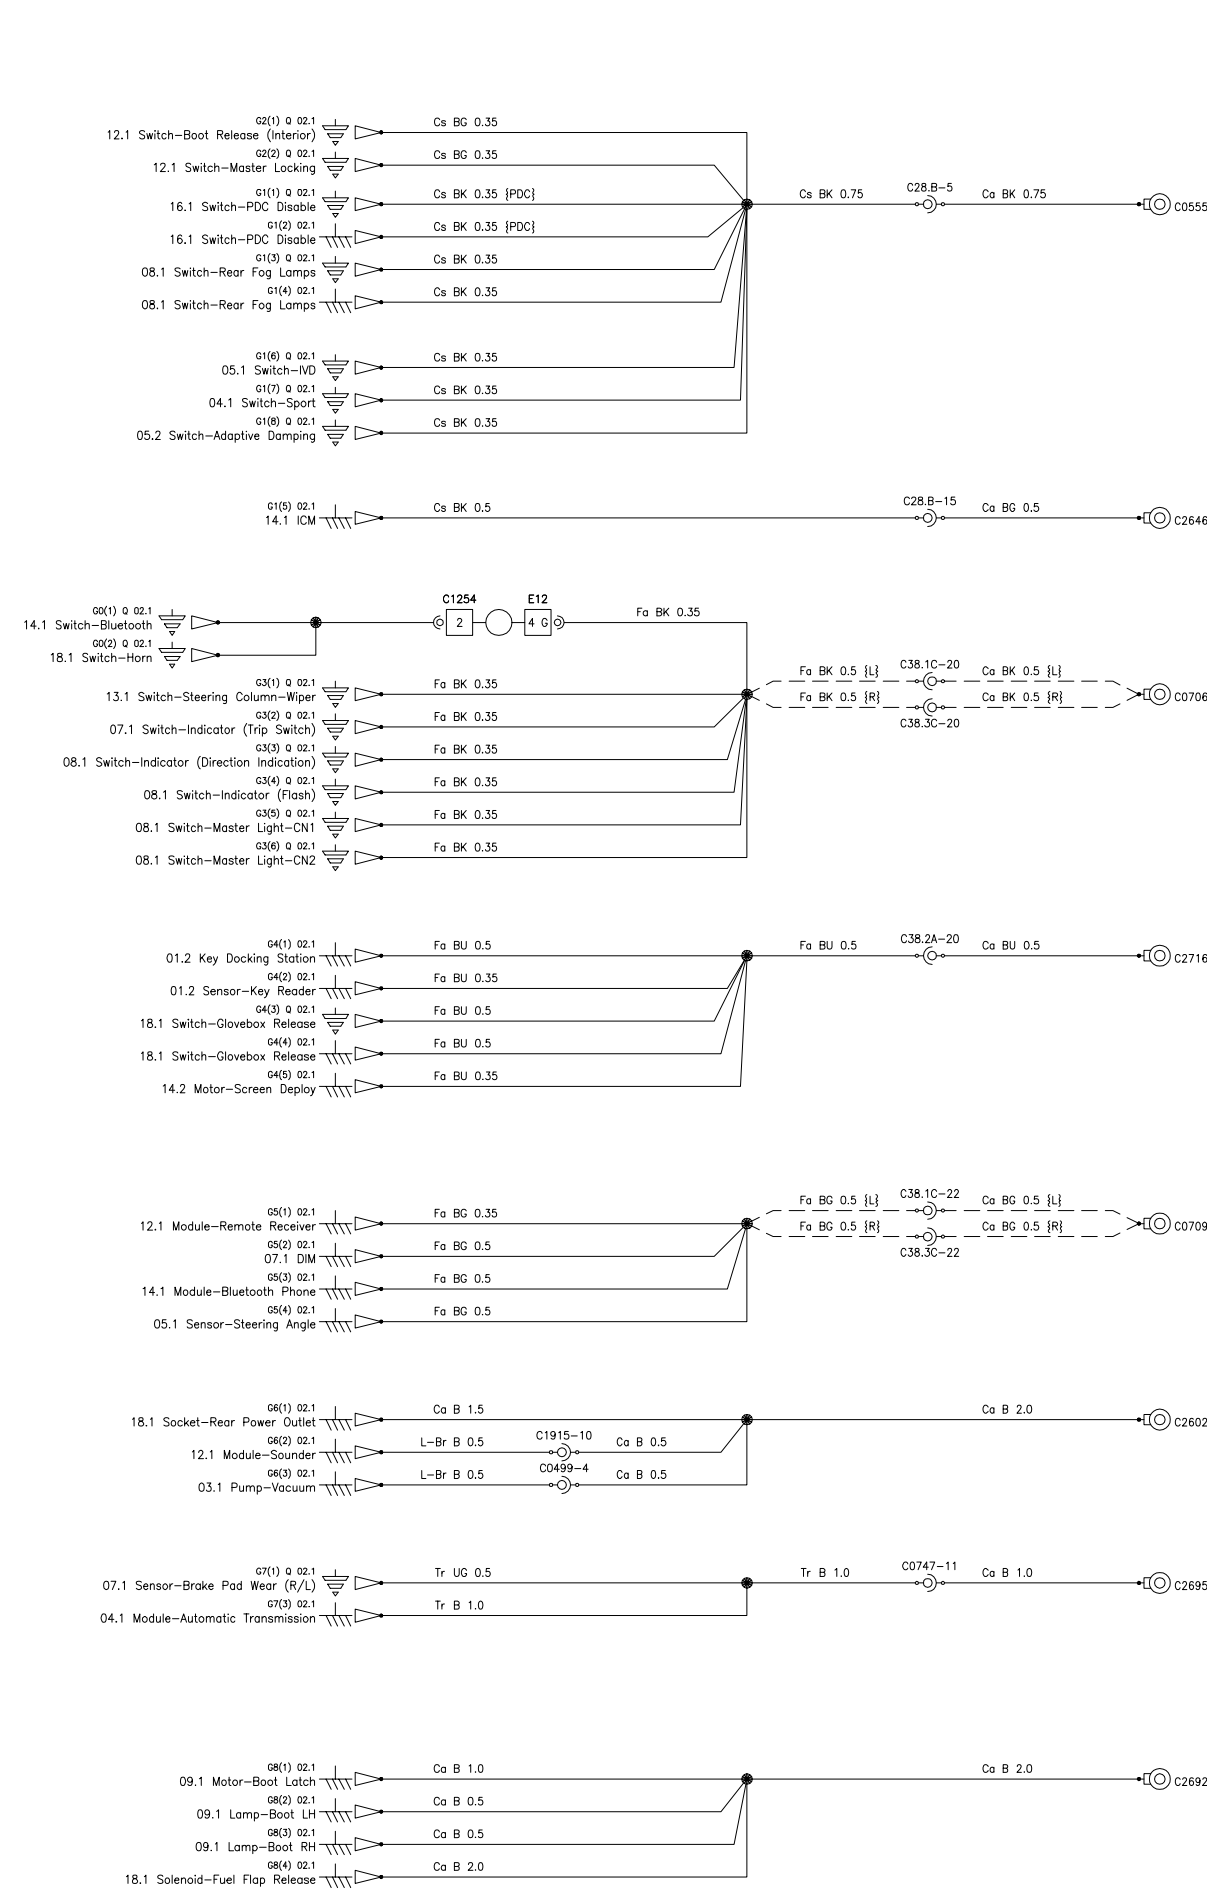 G2(1) Q 02.1
12.1 Switch-Boot Release (Interior)
Cs BG 0.35
G2(2) Q 02.1
12.1 Switch-Master Locking
Cs BG 0.35
G1(1) Q 02.1
16.1 Switch-PDC Disable
Cs BK 0.35 {PDC}
Cs BK 0.75
C28.B-5
Ca BK 0.75
C0555
G1(2) 02.1
16.1 Switch-PDC Disable
Cs BK 0.35 {PDC}
G1(3) Q 02.1
08.1 Switch-Rear Fog Lamps
Cs BK 0.35
G1(4) 02.1
08.1 Switch-Rear Fog Lamps
Cs BK 0.35
G1(6) Q 02.1
05.1 Switch-IVD
Cs BK 0.35
G1(7) Q 02.1
04.1 Switch-Sport
Cs BK 0.35
G1(8) Q 02.1
05.2 Switch-Adaptive Damping
Cs BK 0.35
G1(5) 02.1
14.1 ICM
Cs BK 0.5
C28.B-15
Ca BG 0.5
C2646
G0(1) Q 02.1
14.1 Switch-Bluetooth
C1254
2
E12
4 G
Fa BK 0.35
G0(2) Q 02.1
18.1 Switch-Horn
G3(1) Q 02.1
13.1 Switch-Steering Column-Wiper
Fa BK 0.35
Fa BK 0.5 {L}
C38.1C-20
Ca BK 0.5 {L}
Fa BK 0.5 {R}
C38.3C-20
Ca BK 0.5 {R}
C0706
G3(2) Q 02.1
07.1 Switch-Indicator (Trip Switch)
Fa BK 0.35
G3(3) Q 02.1
08.1 Switch-Indicator (Direction Indication)
Fa BK 0.35
G3(4) Q 02.1
08.1 Switch-Indicator (Flash)
Fa BK 0.35
G3(5) Q 02.1
08.1 Switch-Master Light-CN1
Fa BK 0.35
G3(6) Q 02.1
08.1 Switch-Master Light-CN2
Fa BK 0.35
G4(1) 02.1
01.2 Key Docking Station
Fa BU 0.5
Fa BU 0.5
C38.2A-20
Ca BU 0.5
C2716
G4(2) 02.1
01.2 Sensor-Key Reader
Fa BU 0.35
G4(3) Q 02.1
18.1 Switch-Glovebox Release
Fa BU 0.5
G4(4) 02.1
18.1 Switch-Glovebox Release
Fa BU 0.5
G4(5) 02.1
14.2 Motor-Screen Deploy
Fa BU 0.35
G5(1) 02.1
12.1 Module-Remote Receiver
Fa BG 0.35
Fa BG 0.5 {L}
C38.1C-22
Ca BG 0.5 {L}
Fa BG 0.5 {R}
C38.3C-22
Ca BG 0.5 {R}
C0709
G5(2) 02.1
07.1 DIM
Fa BG 0.5
G5(3) 02.1
14.1 Module-Bluetooth Phone
Fa BG 0.5
G5(4) 02.1
05.1 Sensor-Steering Angle
Fa BG 0.5
G6(1) 02.1
18.1 Socket-Rear Power Outlet
Ca B 1.5
Ca B 2.0
C2602
G6(2) 02.1
12.1 Module-Sounder
L-Br B 0.5
C1915-10
Ca B 0.5
G6(3) 02.1
03.1 Pump-Vacuum
L-Br B 0.5
C0499-4
Ca B 0.5
G7(1) Q 02.1
07.1 Sensor-Brake Pad Wear (R/L)
Tr UG 0.5
Tr B 1.0
C0747-11
Ca B 1.0
C2695
G7(3) 02.1
04.1 Module-Automatic Transmission
Tr B 1.0
G8(1) 02.1
09.1 Motor-Boot Latch
Ca B 1.0
Ca B 2.0
C2692
G8(2) 02.1
09.1 Lamp-Boot LH
Ca B 0.5
G8(3) 02.1
09.1 Lamp-Boot RH
Ca B 0.5
G8(4) 02.1
18.1 Solenoid-Fuel Flap Release
Ca B 2.0